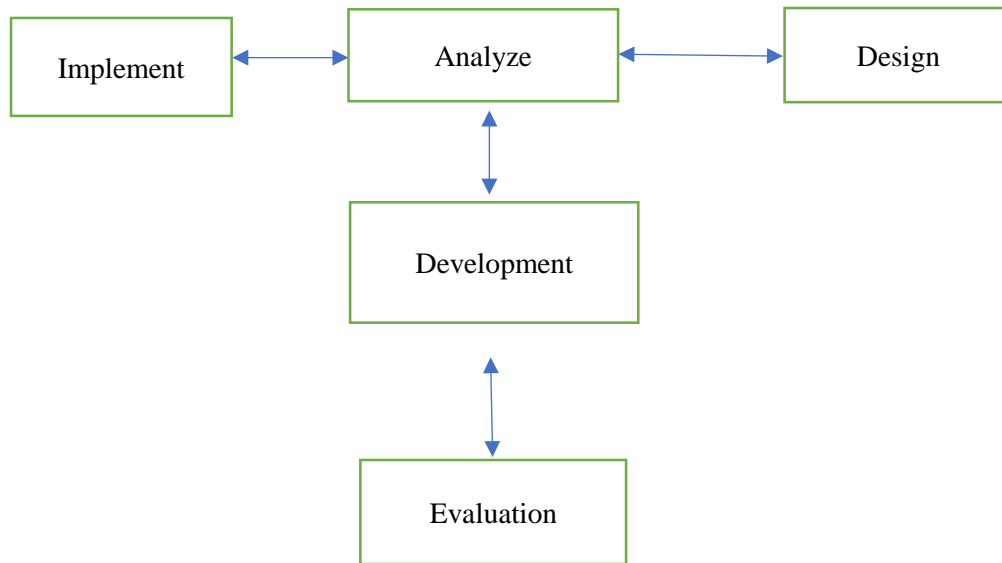 Implement
Analyze
Design
Development
Evaluation